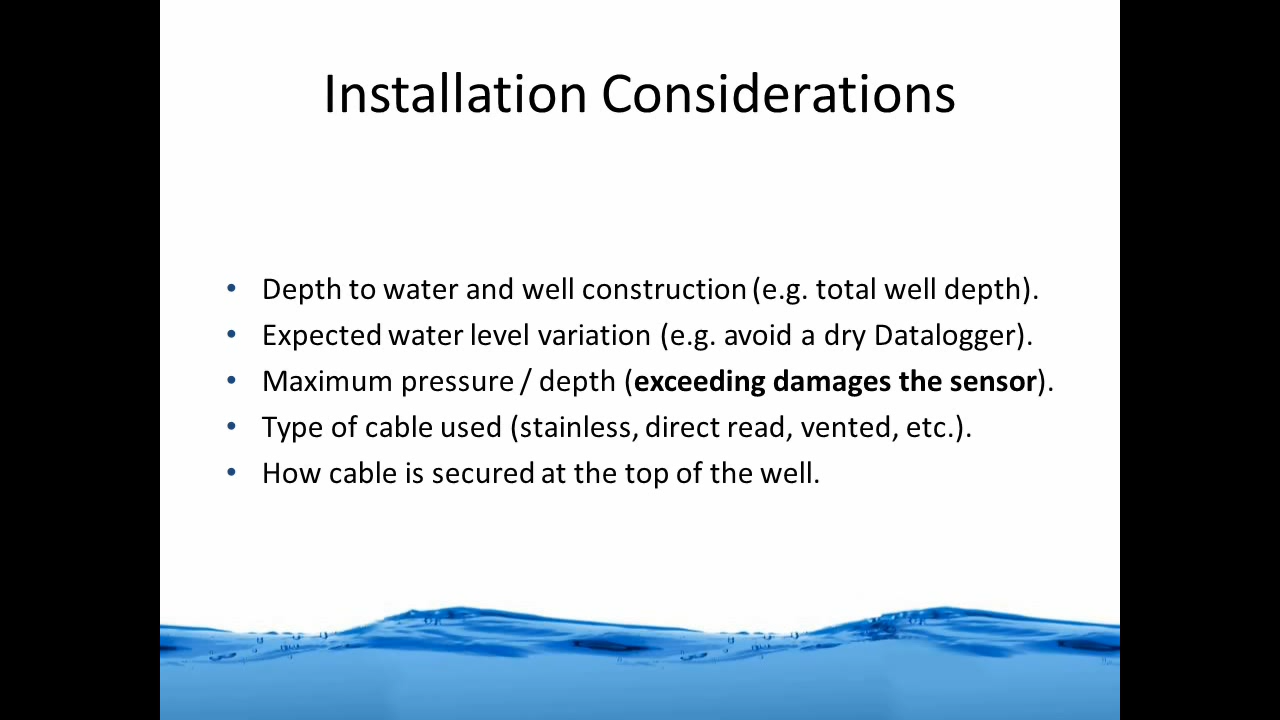 Installation Considerations
• Depth to water and well construction (e.g. total well depth).
• Expected water level variation (e.g. avoid a dry Datalogger).
• Maximum pressure / depth (exceeding damages the sensor).
• Type of cable used (stainless, direct read, vented, etc.).
• How cable is secured at the top of the well.